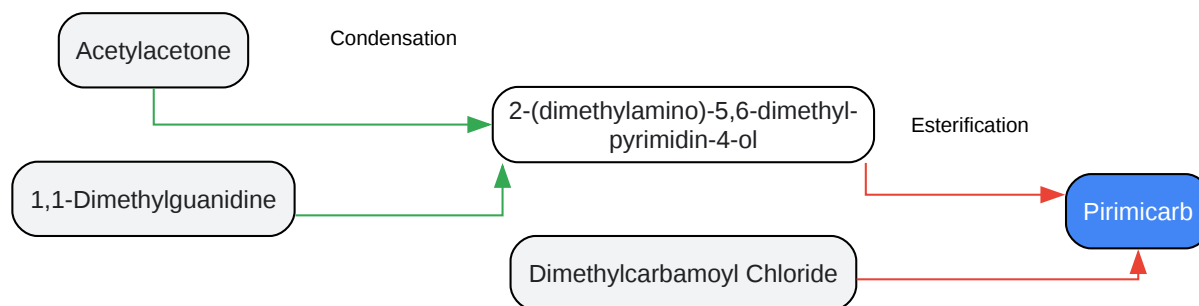 Acetylacetone
Condensation
2-(dimethylamino)-5,6-dimethyl-
pyrimidin-4-ol
Esterification
1,1-Dimethylguanidine
Pirimicarb
Dimethylcarbamoyl Chloride